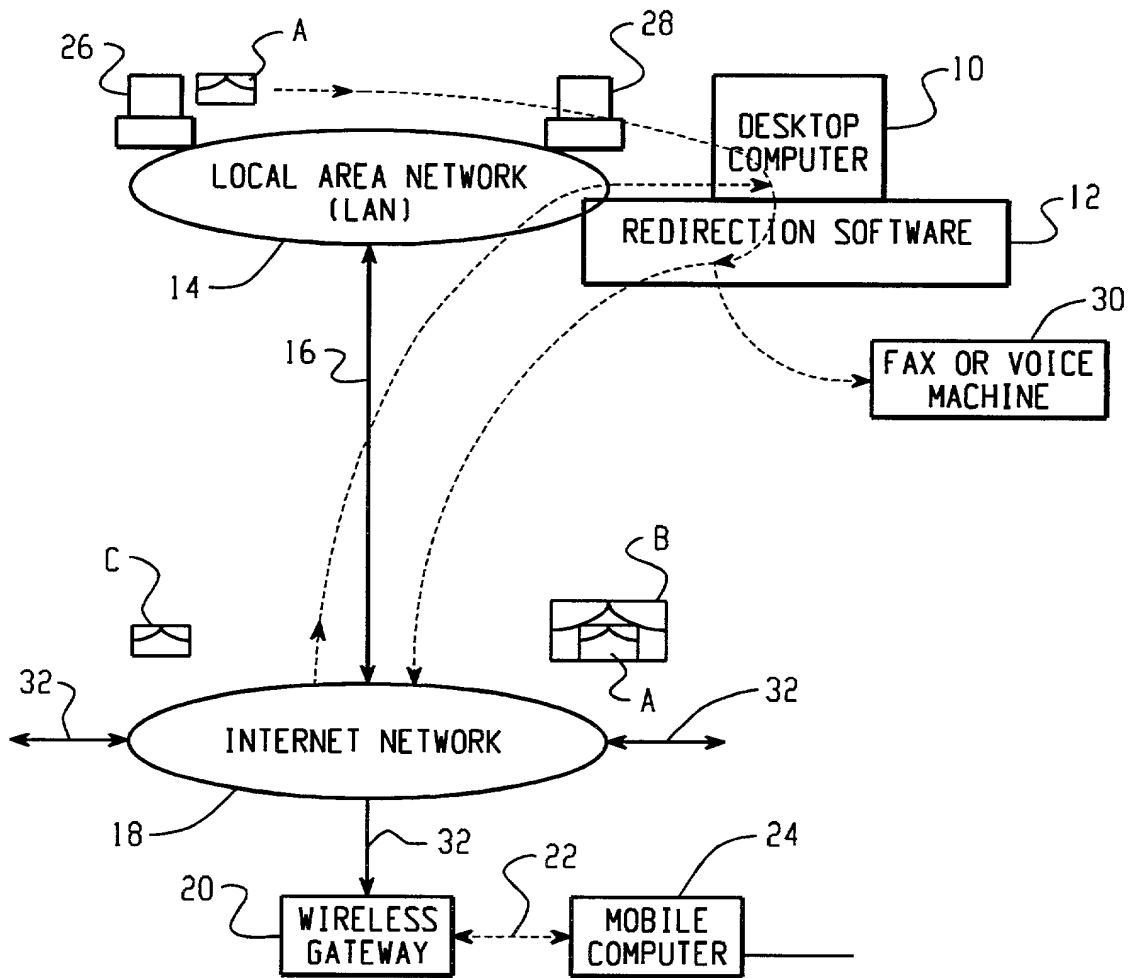 26
A
28
10
DESKTOP
COMPUTER
LOCAL AREA NETWORK
(LAN)
REDIRECTION SOFTWARE
12
14
30
16
FAX OR VOICE
MACHINE
C
B
A
32
32
INTERNET NETWORK
18
32
24
20
22
WIRELESS
GATEWAY
MOBILE
COMPUTER